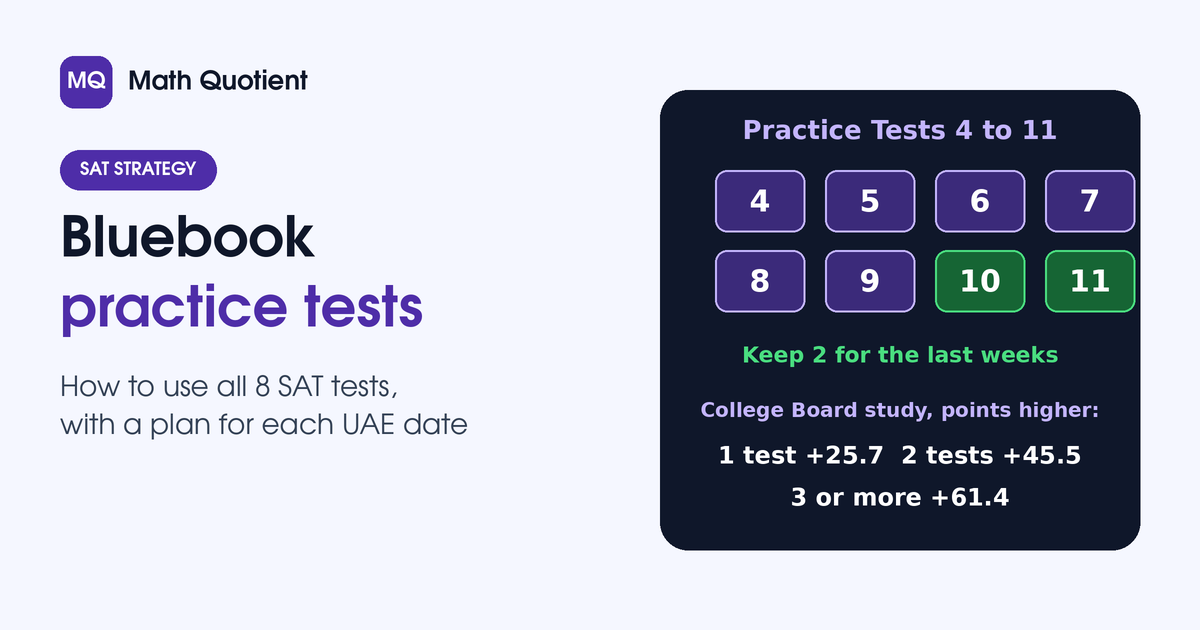 MQ Math Quotient
SAT STRATEGY
Bluebook
practice tests
How to use all 8 SAT tests,
with a plan for each UAE date
Practice Tests 4 to 11
4 5 6 7
8 9 10 11
Keep 2 for the last weeks
College Board study, points higher:
1 test +25.7 2 tests +45.5
3 or more +61.4